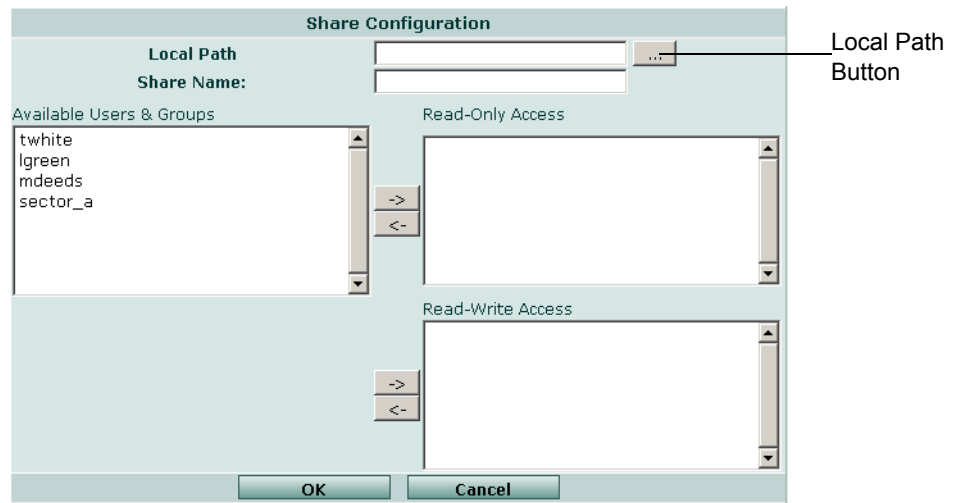 Share Configuration
Local Path
...
Local Path
Button
Share Name:
Available Users & Groups
Read-Only Access
twhite
lgreen
mdeeds
sector_a
->
<-
Read-Write Access
->
<-
OK
Cancel